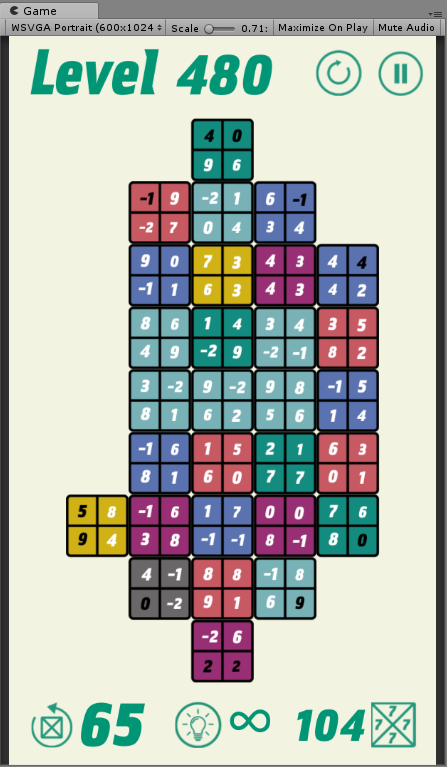 Game
WSVGA Portrait (600x1024 Scale 0.71: Maximize On Play Mute Audio
Level 480
4 0
9 6
-1 9 -2 1 6 -1
-2 7 0 4 3 4
9 0 7 3 4 3 4 4
-1 1 6 3 4 3 4 2
8 6 1 4 3 4 3 5
4 9 -2 9 -2 -1 8 2
3 -2 9 -2 9 8 -1 5
8 1 6 2 5 6 1 4
-1 6 1 5 2 1 6 3
8 1 6 0 7 7 0 1
5 8 -1 6 1 7 0 0 7 6
9 4 3 8 -1 -1 8 -1 8 0
4 -1 8 8 -1 8
0 -2 9 1 6 9
-2 6
2 2
65 ∞ 104 7 7 7 7